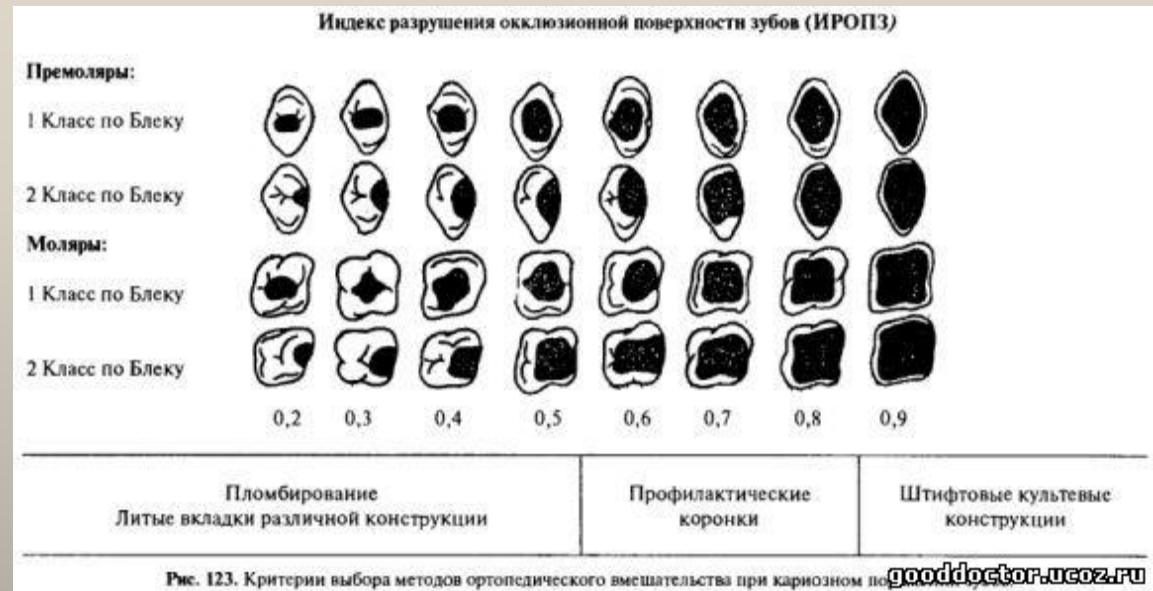 Индекс разрушения окклюзионной поверхности зубов (ИРОПЗ)
Премоляры:
1 Класс по Блеку
2 Класс по Блеку
Моляры:
1 Класс по Блеку
2 Класс по Блеку
0,2 0,3 0,4 0,5 0,6 0,7 0,8 0,9
Пломбирование
Литые вкладки различной конструкции
Профилактические
коронки
Штифтовые культевые
конструкции
Рис. 123. Критерии выбора методов ортопедического вмешательства при кариозном
gooddoctor.ucoz.ru